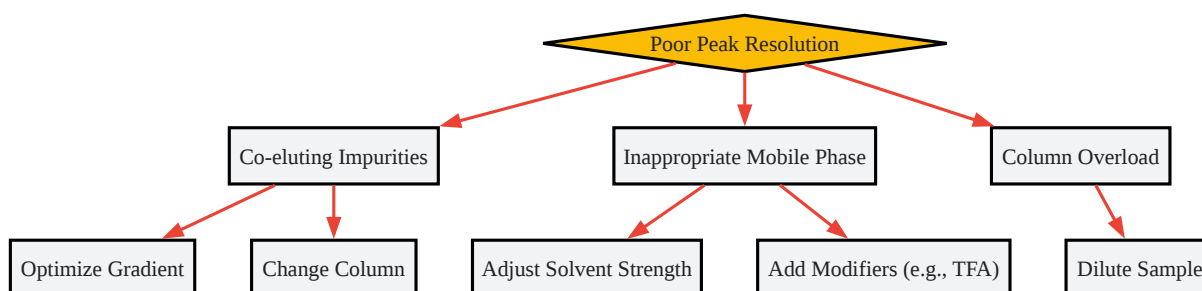 Poor Peak Resolution
Co-eluting Impurities
Inappropriate Mobile Phase
Column Overload
Optimize Gradient
Change Column
Adjust Solvent Strength
Add Modifiers (e.g., TFA)
Dilute Sample